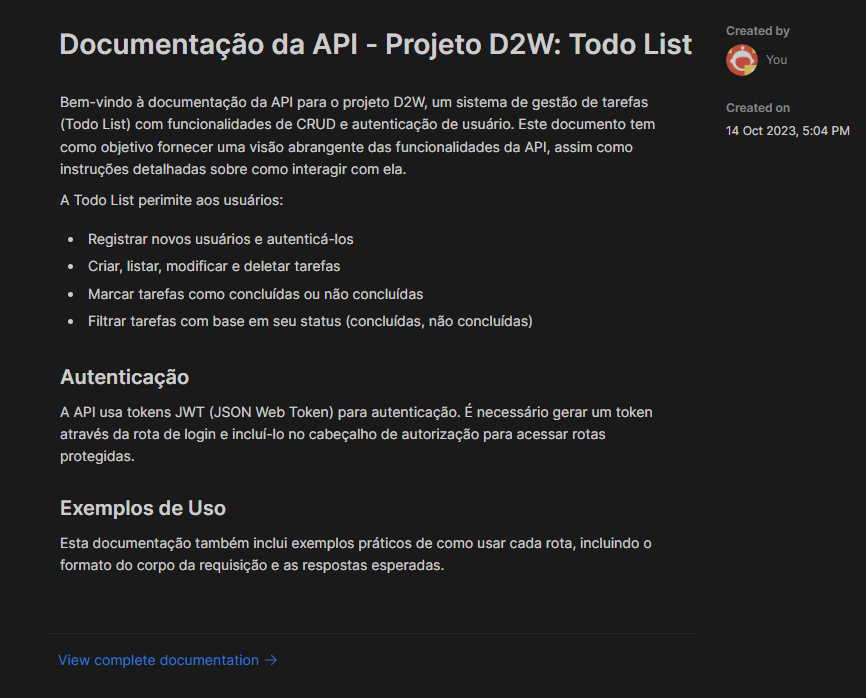 Documentação da API - Projeto D2W: Todo List
Bem-vindo à documentação da API para o projeto D2W, um sistema de gestão de tarefas
(Todo List) com funcionalidades de CRUD e autenticação de usuário. Este documento tem
como objetivo fornecer uma visão abrangente das funcionalidades da API, assim como
instruções detalhadas sobre como interagir com ela.
A Todo List perimite aos usuários:
• Registrar novos usuários e autenticá-los
• Criar, listar, modificar e deletar tarefas
• Marcar tarefas como concluídas ou não concluídas
• Filtrar tarefas com base em seu status (concluídas, não concluídas)
Autenticação
A API usa tokens JWT (JSON Web Token) para autenticação. É necessário gerar um token
através da rota de login e incluí-lo no cabeçalho de autorização para acessar rotas
protegidas.
Exemplos de Uso
Esta documentação também inclui exemplos práticos de como usar cada rota, incluindo o
formato do corpo da requisição e as respostas esperadas.
View complete documentation →
Created by
You
Created on
14 Oct 2023, 5:04 PM